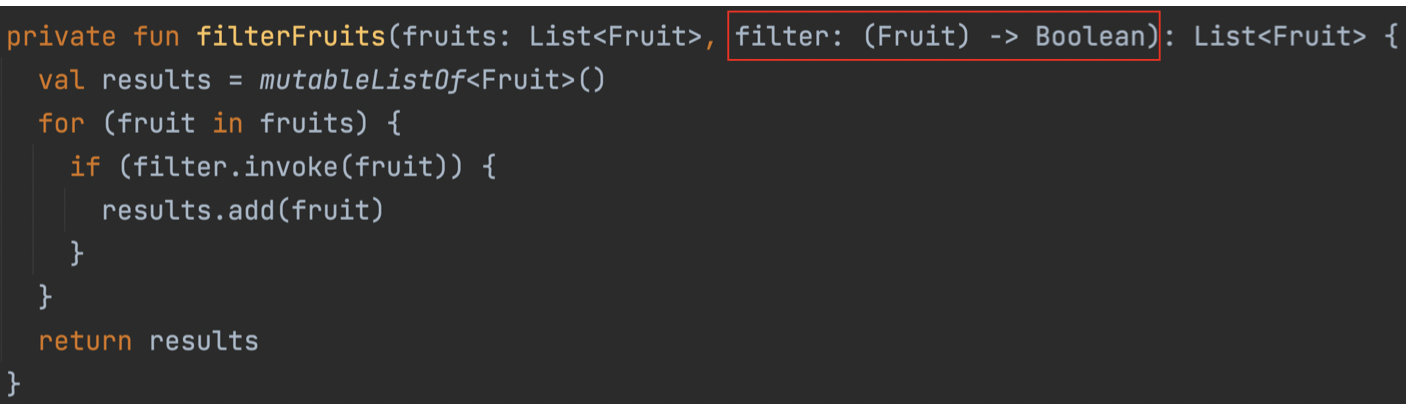 private fun filterFruits(fruits: List<Fruit>, filter: (Fruit) -> Boolean): List<Fruit> {
  val results = mutableListOf<Fruit>()
  for (fruit in fruits) {
    if (filter.invoke(fruit)) {
      results.add(fruit)
    }
  }
  return results
}